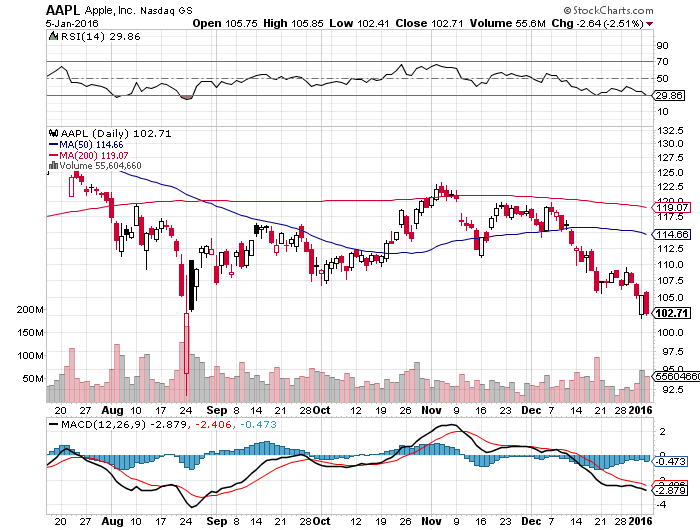 AAPL Apple, Inc. Nasdaq GS © StockCharts.com
5-Jan-2016 Open 105.75 High 105.85 Low 102.41 Close 102.71 Volume 55.6M Chg -2.64 (-2.51%)
RSI(14) 29.86
90
70
50
29.86
10
AAPL (Daily) 102.71
MA(50) 114.66
MA(200) 119.07
Volume 55,604,660
132.5
130.0
127.5
125.0
122.5
120.0
119.07
117.5
114.66
112.5
110.0
107.5
105.0
102.71
100.0
97.5
95.0
92.5
200M
150M
100M
50M
55604660
20 27 Aug 10 17 24 Sep 8 14 21 28 Oct 12 19 26 Nov 9 16 23 Dec 7 14 21 28 2016
MACD(12,26,9) -2.879, -2.406, -0.473
2
0
-0.473
-2.406
-2.879
-4
20 27 Aug 10 17 24 Sep 8 14 21 28 Oct 12 19 26 Nov 9 16 23 Dec 7 14 21 28 2016